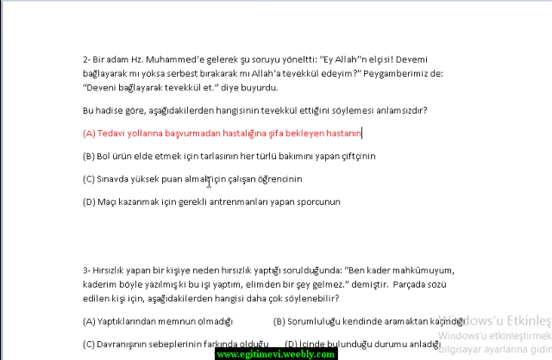 2- Bir adam Hz. Muhammed'e gelerek şu soruyu yöneltti: "Ey Allah"n elçisi! Devemi
bağlayarak mı yoksa serbest bırakarak mı Allah'a tevekkül edeyim?" Peygamberimiz de:
"Deveni bağlayarak tevekkül et." diye buyurdu.
Bu hadise göre, aşağıdakilerden hangisinin tevekkül ettiğini söylemesi anlamsızdır?
(A) Tedavi yollarına başvurmadan hastalığına şifa bekleyen hastanın
(B) Bol ürün elde etmek için tarlasının her türlü bakımını yapan çiftçinin
(C) Sınavda yüksek puan almak için çalışan öğrencinin
(D) Maçı kazanmak için gerekli antrenmanları yapan sporcunun
3- Hırsızlık yapan bir kişiye neden hırsızlık yaptığı sorulduğunda: "Ben kader mahkûmuyum,
kaderim böyle yazılmış ki bu işi yaptım, elimden bir şey gelmez." demiştir. Parçada sözü
edilen kişi için, aşağıdakilerden hangisi daha çok söylenebilir?
(A) Yaptıklarından memnun olmadığı (B) Sorumluluğu kendinde aramaktan kaçındığı
(C) Davranışının sebeplerinin farkında olduğu (D) İçinde bulunduğu durumu anladığı
Windows'u Etkinleş
Windows'u etkinleştirmek
bilgisayar ayarlarına gidin
www.egitimevi.weebly.com